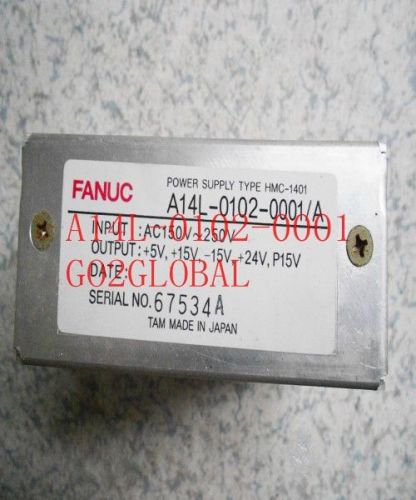 POWER SUPPLY TYPE HMC-1401
FANUC A14L-0102-0001/A
A14L-0102-0001
INPUT : AC150V~250V
OUTPUT : +5V, +15V, -15V, +24V, P15V
GO2GLOBAL
DATE :
SERIAL NO. 67534A
TAM MADE IN JAPAN